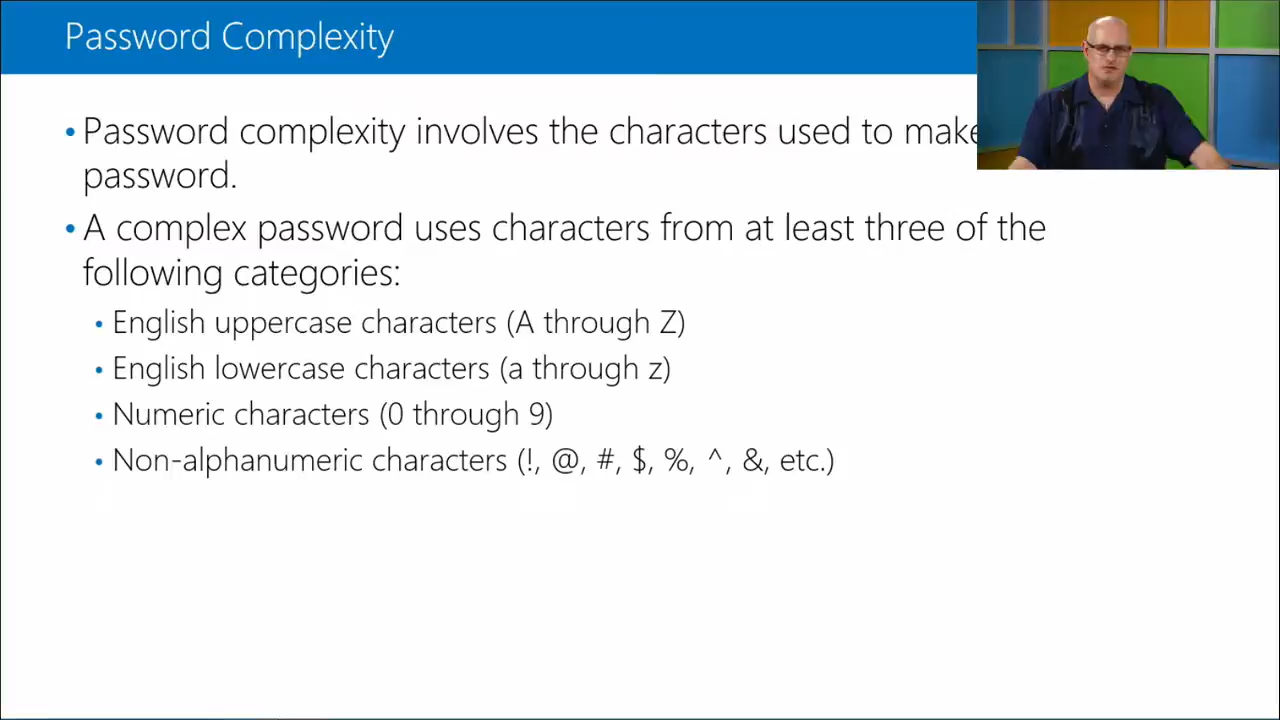 Password Complexity
• Password complexity involves the characters used to make
password.
• A complex password uses characters from at least three of the
following categories:
• English uppercase characters (A through Z)
• English lowercase characters (a through z)
• Numeric characters (0 through 9)
• Non-alphanumeric characters (!, @, #, $, %, ^, &, etc.)